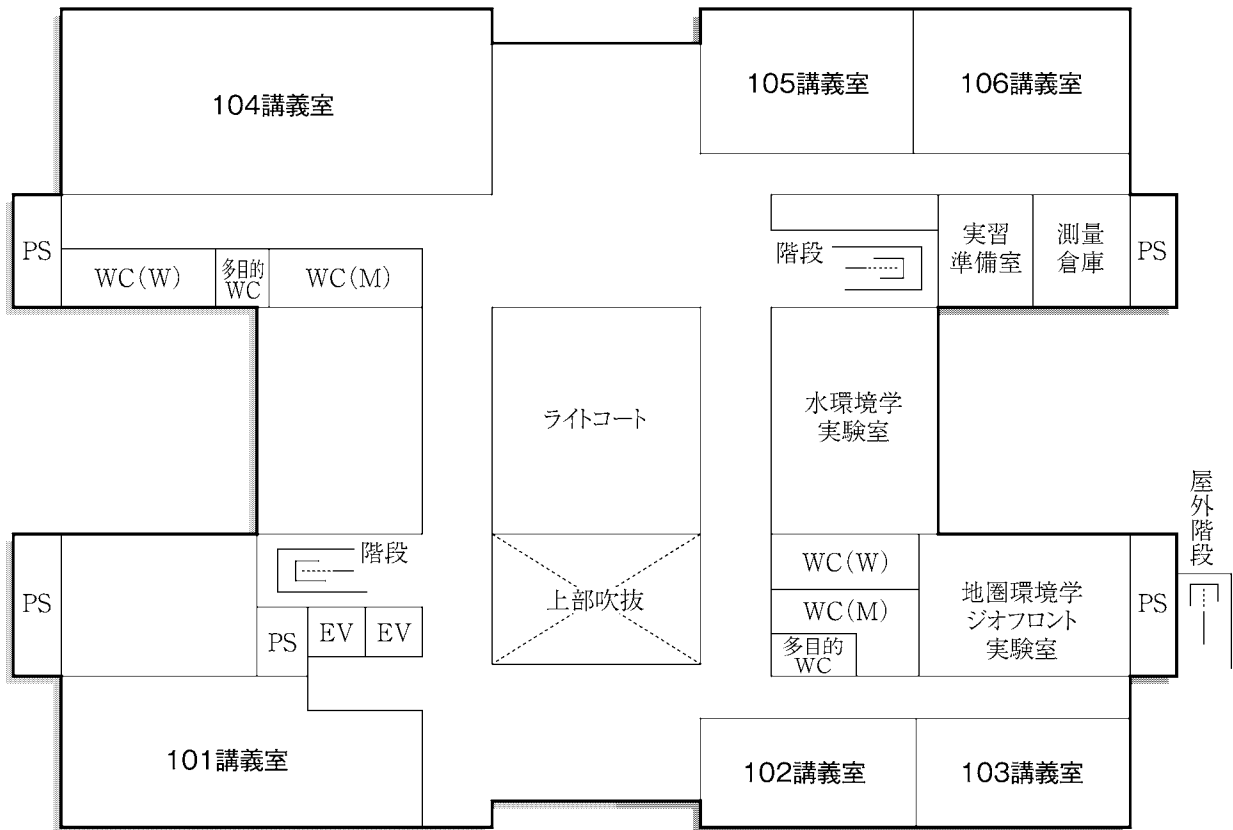 104講義室
105講義室
106講義室
PS
WC(W)
多目的
WC
WC(M)
階段
実習
準備室
測量
倉庫
PS
ライトコート
水環境学
実験室
屋外階段
PS
階段
PS
EV
EV
上部吹抜
WC(W)
WC(M)
多目的
WC
地圏環境学
ジオフロント
実験室
PS
101講義室
102講義室
103講義室